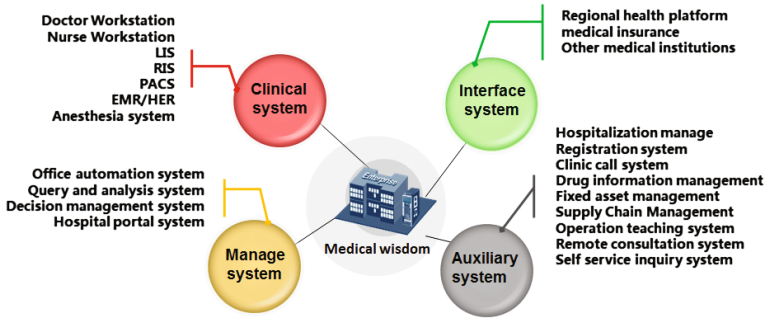 Doctor Workstation
Nurse Workstation
LIS
RIS
PACS
EMR/HER
Anesthesia system
Clinical
system
Regional health platform
medical insurance
Other medical institutions
Interface
system
Office automation system
Query and analysis system
Decision management system
Hospital portal system
Manage
system
Enterprise
Medical wisdom
Hospitalization manage
Registration system
Clinic call system
Drug information management
Fixed asset management
Supply Chain Management
Operation teaching system
Remote consultation system
Self service inquiry system
Auxiliary
system